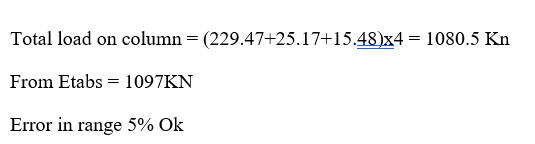 Total load on column = (229.47+25.17+15.48)x4 = 1080.5 Kn
From Etabs = 1097KN
Error in range 5% Ok